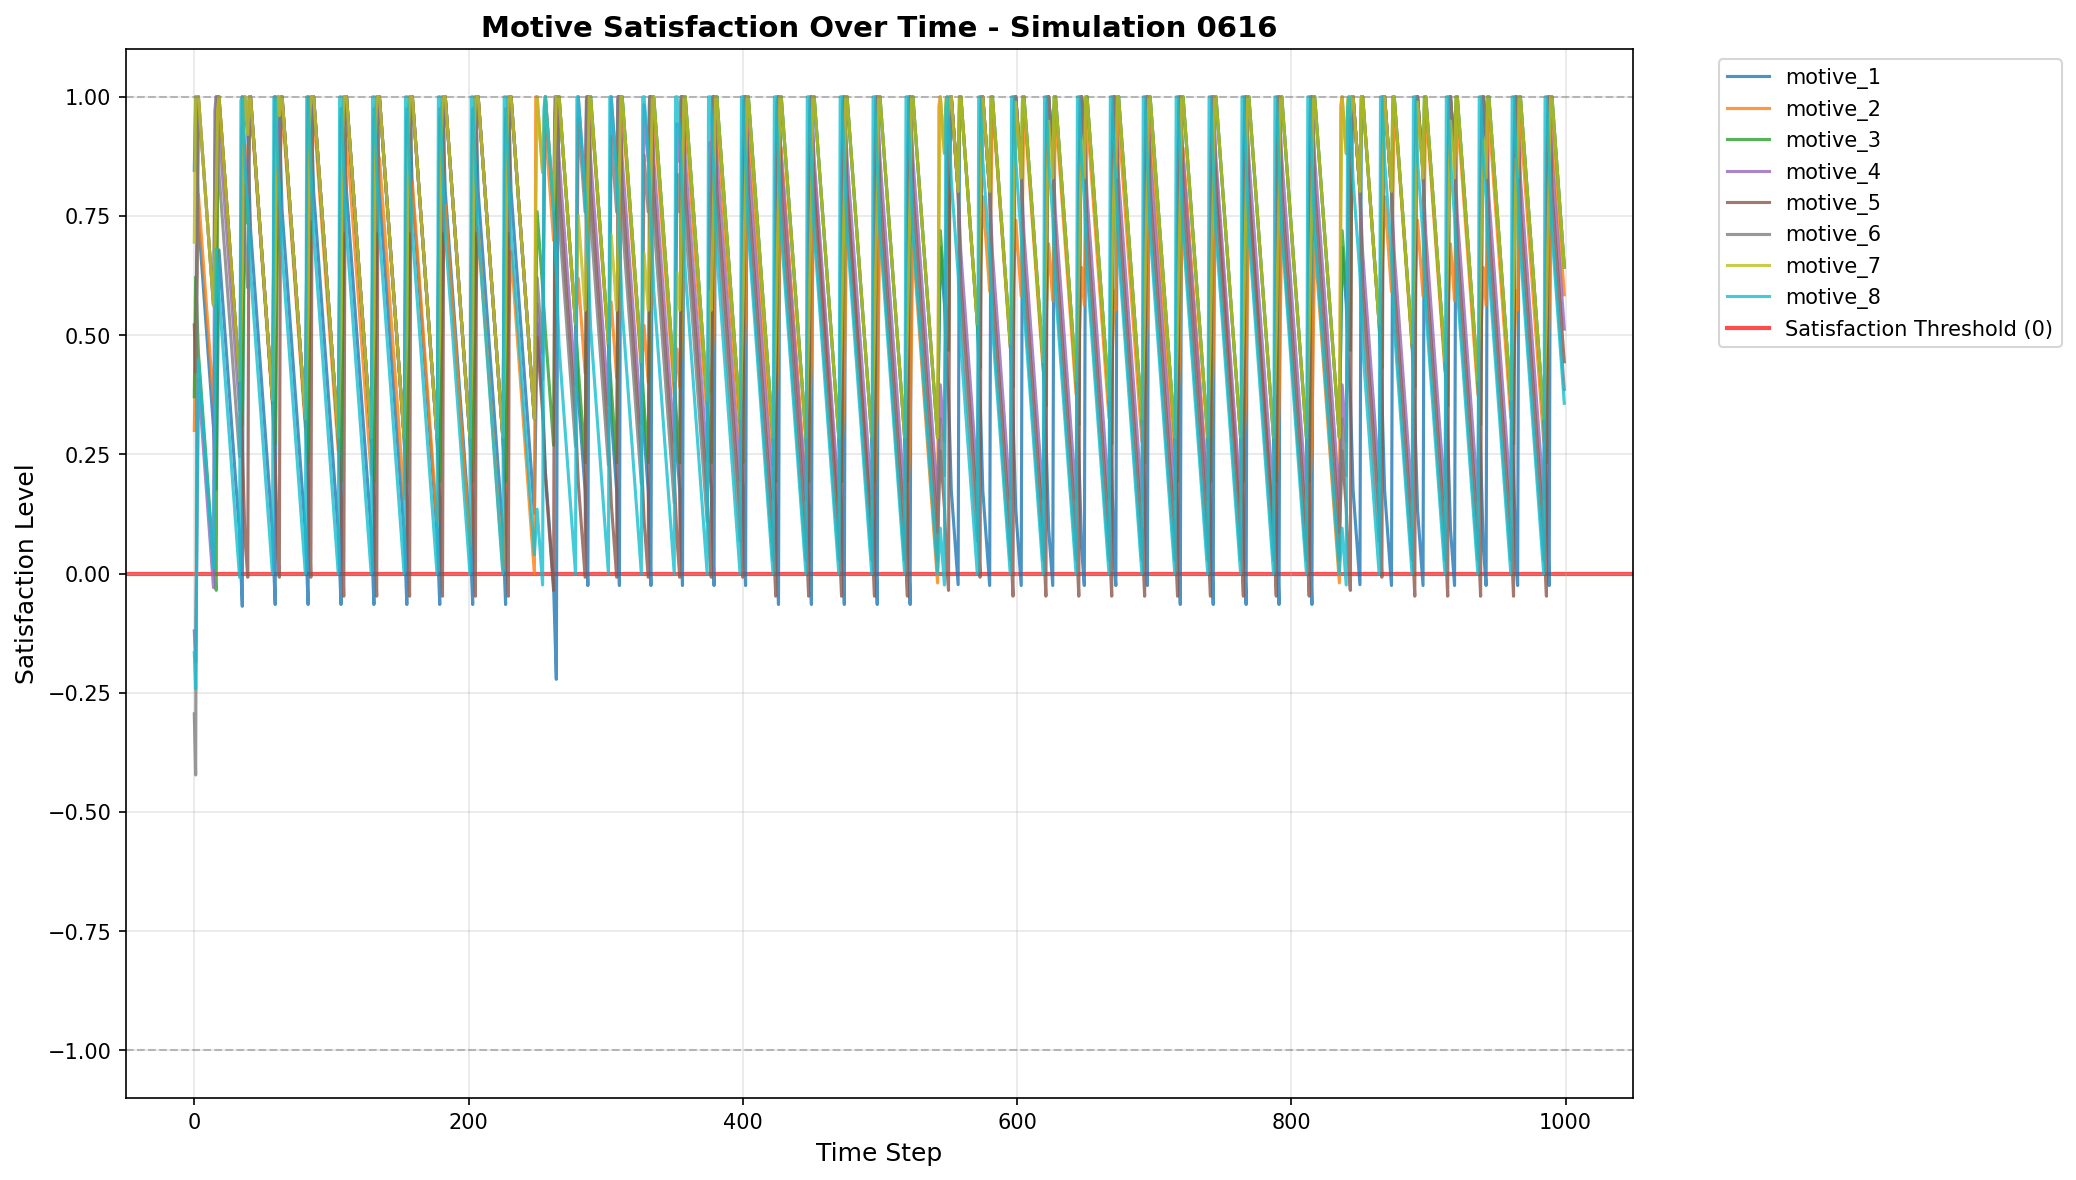 Motive Satisfaction Over Time - Simulation 0616
1.00
0.75
0.50
0.25
0.00
−0.25
−0.50
−0.75
−1.00
Satisfaction Level
0
200
400
600
800
1000
Time Step
motive_1
motive_2
motive_3
motive_4
motive_5
motive_6
motive_7
motive_8
Satisfaction Threshold (0)